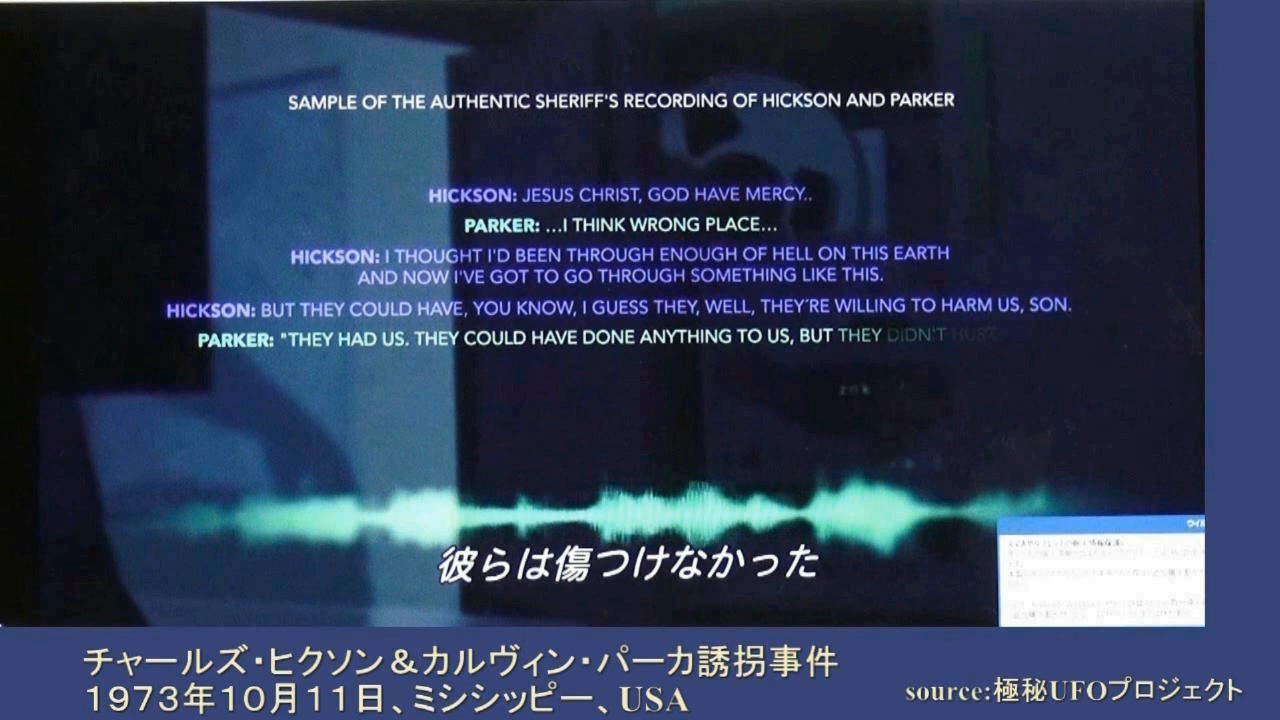 SAMPLE OF THE AUTHENTIC SHERIFF'S RECORDING OF HICKSON AND PARKER
HICKSON: JESUS CHRIST, GOD HAVE MERCY..
PARKER: ...I THINK WRONG PLACE...
HICKSON: I THOUGHT I'D BEEN THROUGH ENOUGH OF HELL ON THIS EARTH
AND NOW I'VE GOT TO GO THROUGH SOMETHING LIKE THIS.
HICKSON: BUT THEY COULD HAVE, YOU KNOW, I GUESS THEY, WELL, THEY'RE WILLING TO HARM US, SON.
PARKER: "THEY HAD US. THEY COULD HAVE DONE ANYTHING TO US, BUT THEY DIDN'T HURT
彼らは傷つけなかった
チャールズ・ヒクソン＆カルヴィン・パーカ誘拐事件
1973年10月11日、ミシシッピー、USA
source:極秘UFOプロジェクト